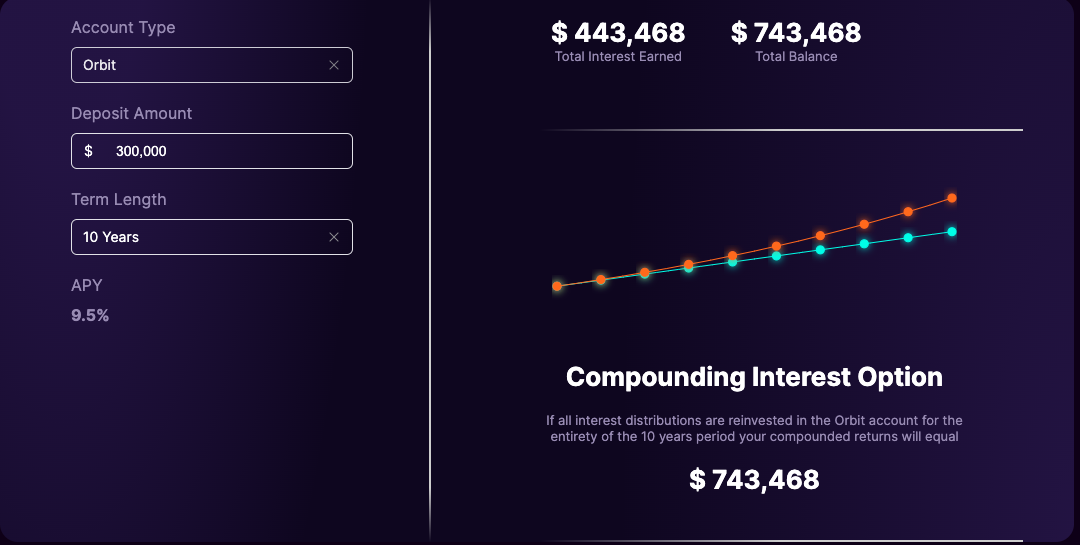 Account Type
Orbit
Deposit Amount
$ 300,000
Term Length
10 Years
APY
9.5%
$ 443,468 $ 743,468
Total Interest Earned Total Balance
Compounding Interest Option
If all interest distributions are reinvested in the Orbit account for the
entirety of the 10 years period your compounded returns will equal
$ 743,468